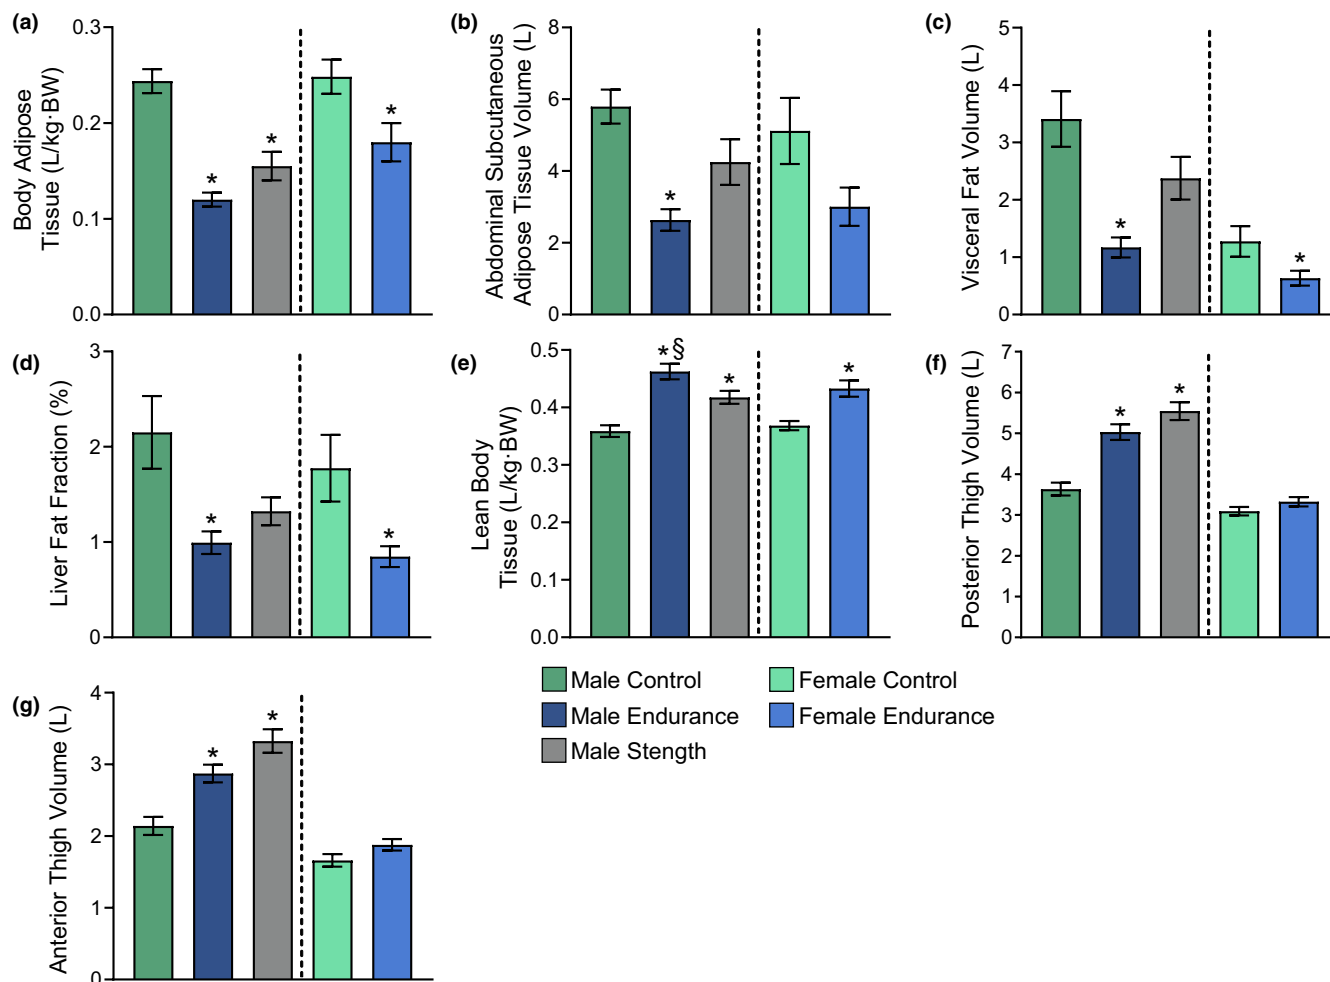 (a)
Body Adipose
Tissue (L/kg·BW)
0.3
0.2
0.1
0.0
*
*
*
(b)
Abdominal Subcutaneous
Adipose Tissue Volume (L)
8
6
4
2
0
*
(c)
Visceral Fat Volume (L)
5
4
3
2
1
0
*
*
(d)
Liver Fat Fraction (%)
3
2
1
0
*
*
(e)
Lean Body
Tissue (L/kg·BW)
0.5
0.4
0.3
0.2
0.1
0.0
*§
*
*
(f)
Posterior Thigh Volume (L)
7
6
5
4
3
2
1
0
*
*
(g)
Anterior Thigh Volume (L)
4
3
2
1
0
*
*
Male Control
Male Endurance
Male Stength
Female Control
Female Endurance